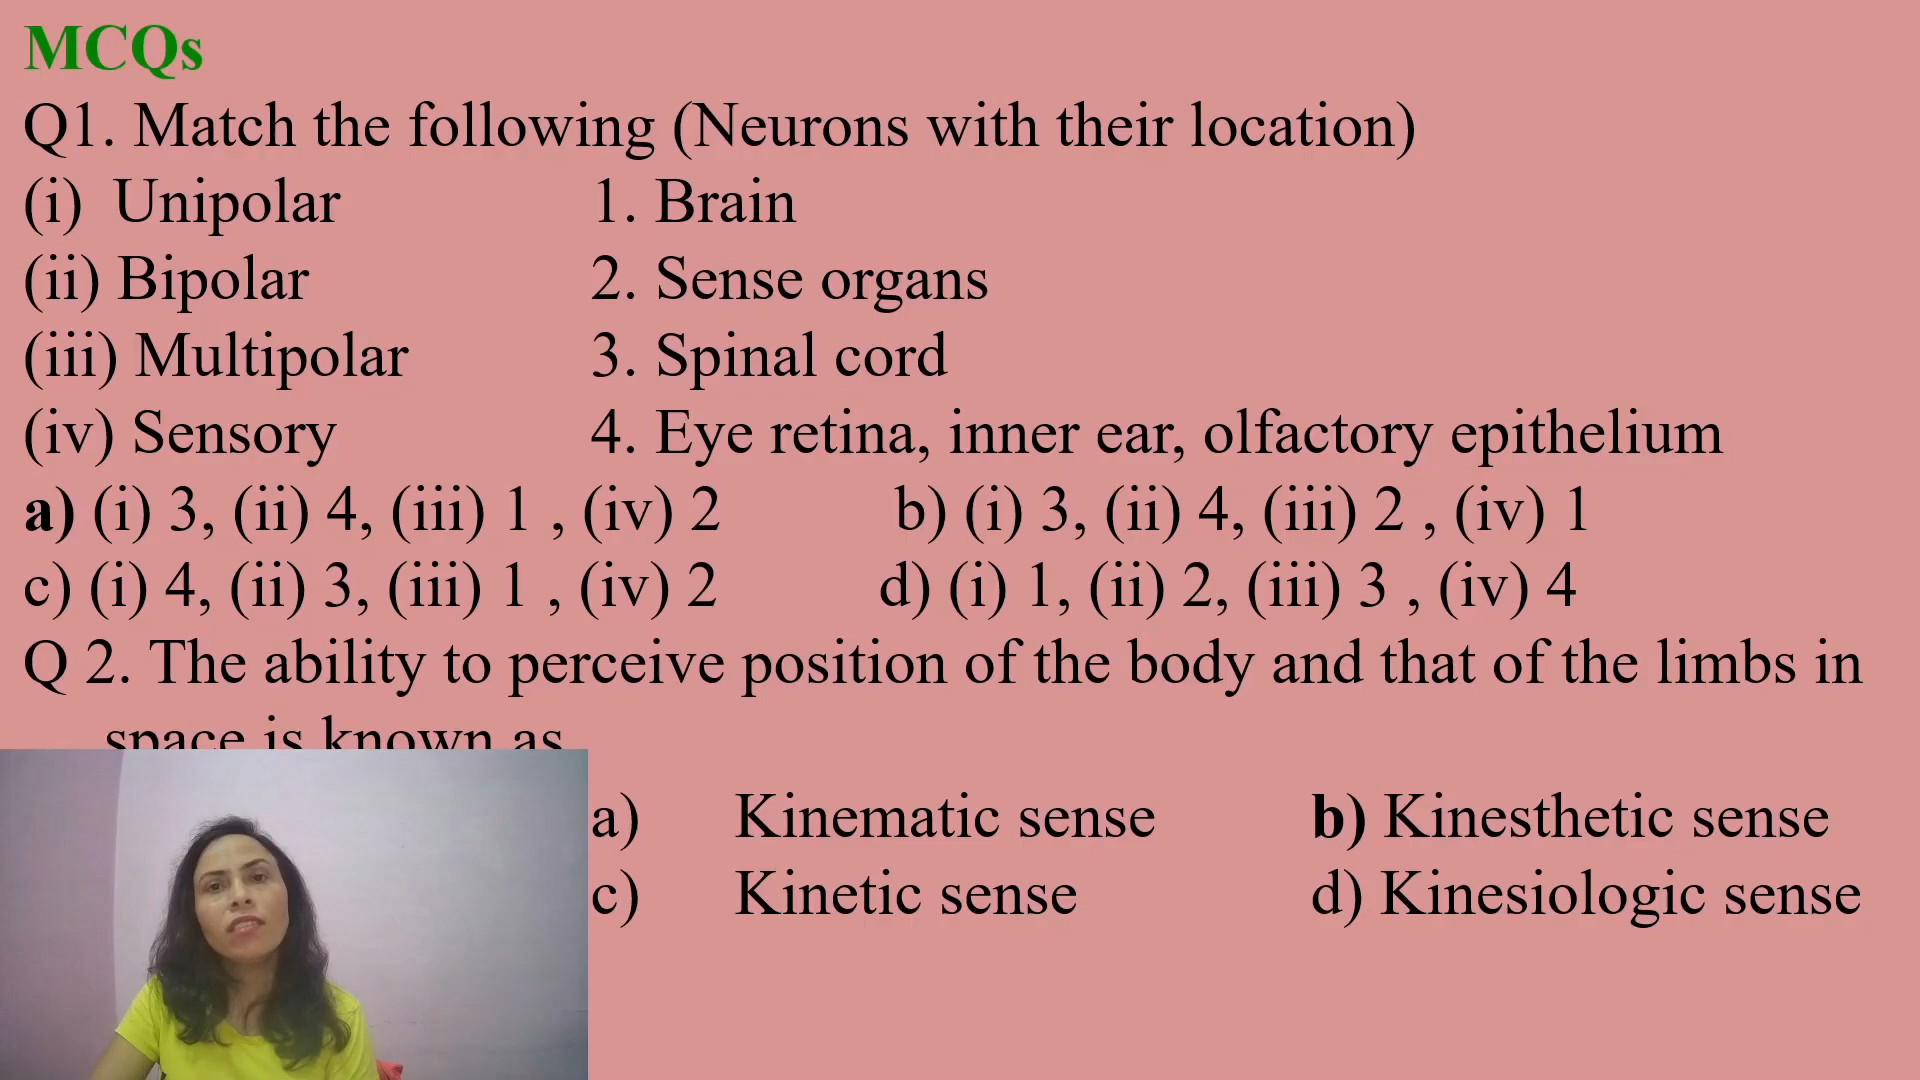 MCQs
Q1. Match the following (Neurons with their location)
(i) Unipolar 1. Brain
(ii) Bipolar 2. Sense organs
(iii) Multipolar 3. Spinal cord
(iv) Sensory 4. Eye retina, inner ear, olfactory epithelium
a) (i) 3, (ii) 4, (iii) 1 , (iv) 2 b) (i) 3, (ii) 4, (iii) 2 , (iv) 1
c) (i) 4, (ii) 3, (iii) 1 , (iv) 2 d) (i) 1, (ii) 2, (iii) 3 , (iv) 4
Q 2. The ability to perceive position of the body and that of the limbs in
space is known as
a) Kinematic sense b) Kinesthetic sense
c) Kinetic sense d) Kinesiologic sense